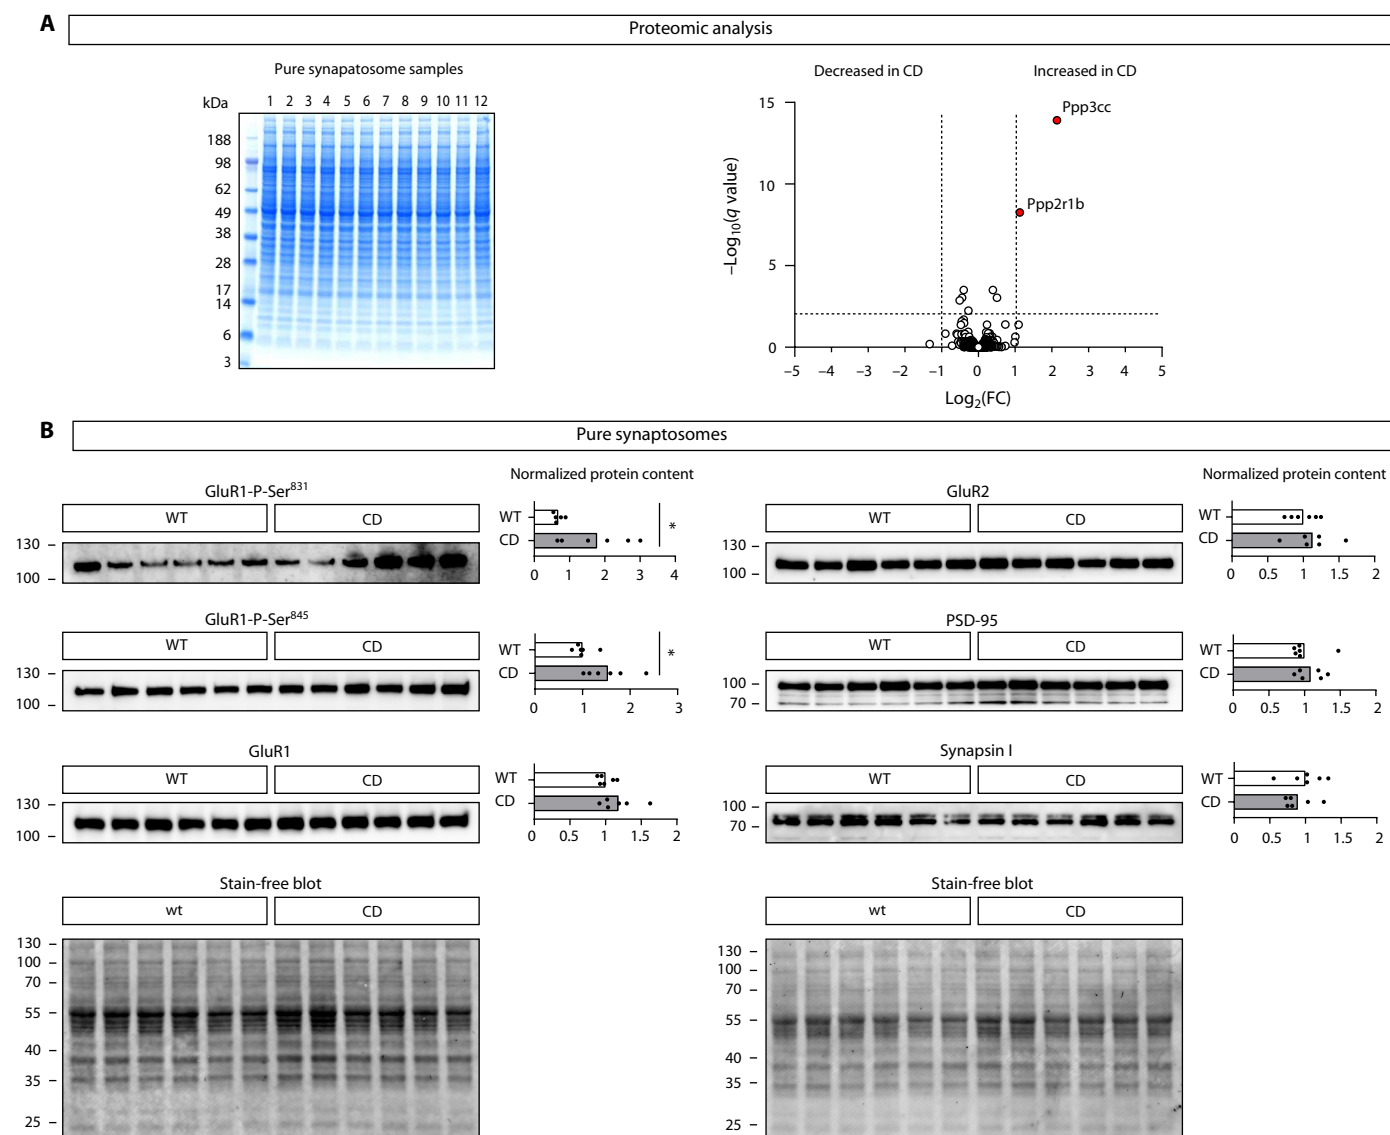 A
Proteomic analysis
Pure synapatosome samples
kDa
1 2 3 4 5 6 7 8 9 10 11 12
188
98
62
49
38
28
17
14
6
3
Decreased in CD
Increased in CD
15
10
5
0
–Log10(q value)
Ppp3cc
Ppp2r1b
–5 –4 –3 –2 –1 0 1 2 3 4 5
Log2(FC)
B
Pure synaptosomes
GluR1-P-Ser831
WT CD
130 –
100 –
Normalized protein content
WT
CD
*
0 1 2 3 4
GluR2
WT CD
130 –
100 –
Normalized protein content
WT
CD
0 0.5 1 1.5 2
GluR1-P-Ser845
WT CD
130 –
100 –
WT
CD
*
0 1 2 3
PSD-95
WT CD
100 –
70 –
WT
CD
0 0.5 1 1.5 2
GluR1
WT CD
130 –
100 –
WT
CD
0 0.5 1 1.5 2
Synapsin I
WT CD
100 –
70 –
WT
CD
0 0.5 1 1.5 2
Stain-free blot
wt CD
130 –
100 –
70 –
55 –
40 –
35 –
25 –
Stain-free blot
wt CD
130 –
100 –
70 –
55 –
40 –
35 –
25 –